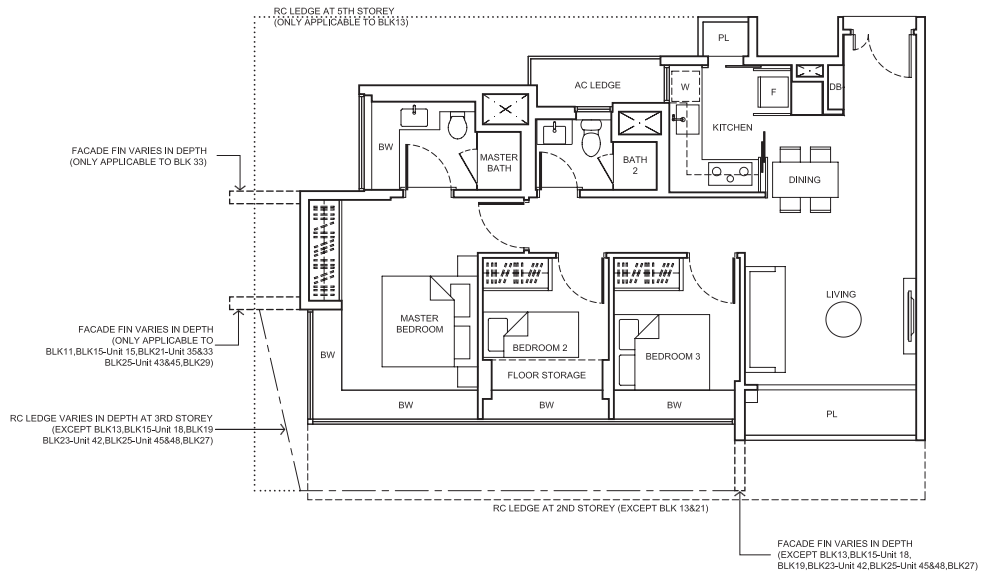 RC LEDGE AT 5TH STOREY
(ONLY APPLICABLE TO BLK13)
PL
AC LEDGE
W
F
DB
KITCHEN
BW
MASTER
BATH
BATH
2
DINING
FACADE FIN VARIES IN DEPTH
(ONLY APPLICABLE TO BLK 33)
MASTER
BEDROOM
BEDROOM 2
BEDROOM 3
LIVING
FLOOR STORAGE
BW
BW
BW
BW
PL
FACADE FIN VARIES IN DEPTH
(ONLY APPLICABLE TO
BLK11,BLK15-Unit 15,BLK21-Unit 35&33
BLK25-Unit 43&45,BLK29)
RC LEDGE VARIES IN DEPTH AT 3RD STOREY
(EXCEPT BLK13,BLK15-Unit 18,BLK19
BLK23-Unit 42,BLK25-Unit 45&48,BLK27)
RC LEDGE AT 2ND STOREY (EXCEPT BLK 13&21)
FACADE FIN VARIES IN DEPTH
(EXCEPT BLK13,BLK15-Unit 18,
BLK19,BLK23-Unit 42,BLK25-Unit 45&48,BLK27)